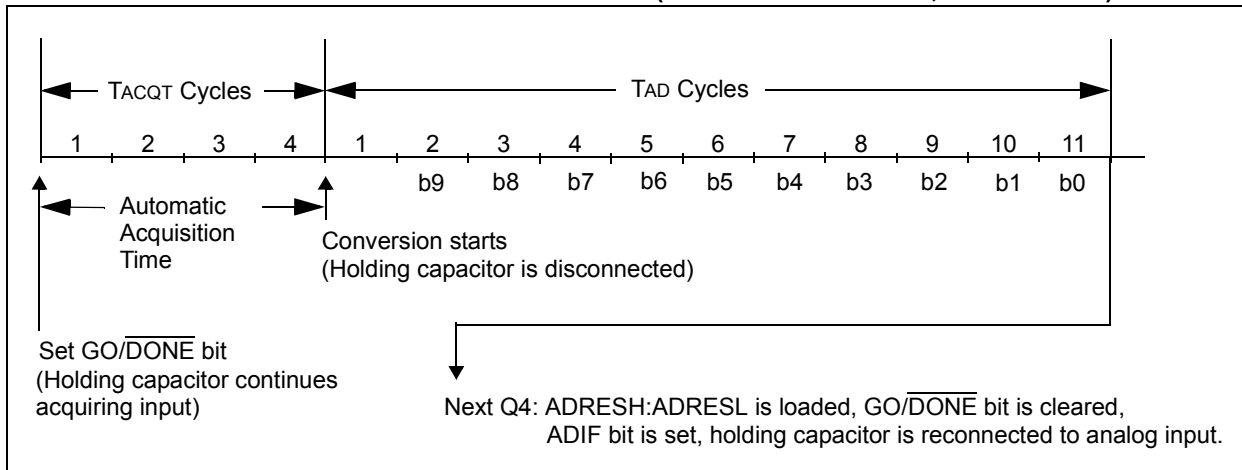 TACQT Cycles
TAD Cycles
1 2 3 4 1 2 3 4 5 6 7 8 9 10 11
b9 b8 b7 b6 b5 b4 b3 b2 b1 b0
Automatic
Acquisition
Time
Conversion starts
(Holding capacitor is disconnected)
Set GO/DONE bit
(Holding capacitor continues
acquiring input)
Next Q4: ADRESH:ADRESL is loaded, GO/DONE bit is cleared,
ADIF bit is set, holding capacitor is reconnected to analog input.